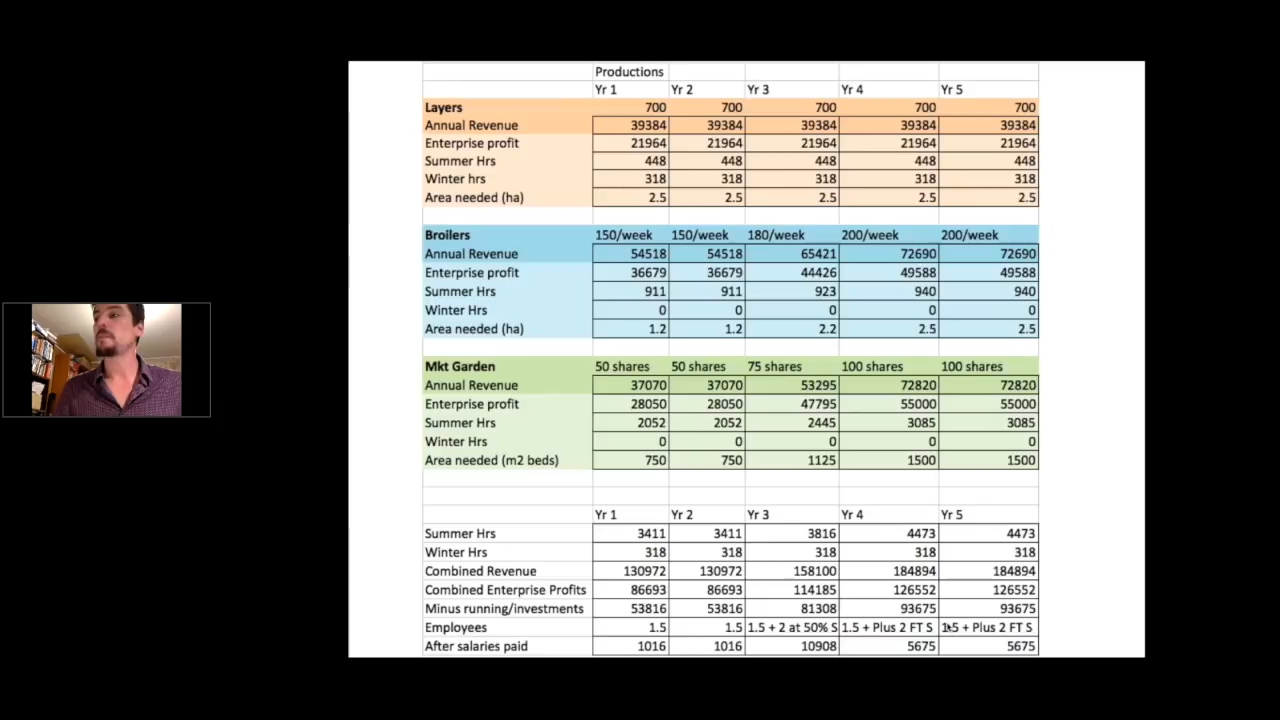 Productions
Yr 1 Yr 2 Yr 3 Yr 4 Yr 5
Layers 700 700 700 700 700
Annual Revenue 39384 39384 39384 39384 39384
Enterprise profit 21964 21964 21964 21964 21964
Summer Hrs 448 448 448 448 448
Winter hrs 318 318 318 318 318
Area needed (ha) 2.5 2.5 2.5 2.5 2.5
Broilers 150/week 150/week 180/week 200/week 200/week
Annual Revenue 54518 54518 65421 72690 72690
Enterprise profit 36679 36679 44426 49588 49588
Summer Hrs 911 911 923 940 940
Winter Hrs 0 0 0 0 0
Area needed (ha) 1.2 1.2 2.2 2.5 2.5
Mkt Garden 50 shares 50 shares 75 shares 100 shares 100 shares
Annual Revenue 37070 37070 53295 72820 72820
Enterprise profit 28050 28050 47795 55000 55000
Summer Hrs 2052 2052 2445 3085 3085
Winter Hrs 0 0 0 0 0
Area needed (m2 beds) 750 750 1125 1500 1500
Yr 1 Yr 2 Yr 3 Yr 4 Yr 5
Summer Hrs 3411 3411 3816 4473 4473
Winter Hrs 318 318 318 318 318
Combined Revenue 130972 130972 158100 184894 184894
Combined Enterprise Profits 86693 86693 114185 126552 126552
Minus running/investments 53816 53816 81308 93675 93675
Employees 1.5 1.5 1.5 + 2 at 50% S 1.5 + Plus 2 FT S 1.5 + Plus 2 FT S
After salaries paid 1016 1016 10908 5675 5675